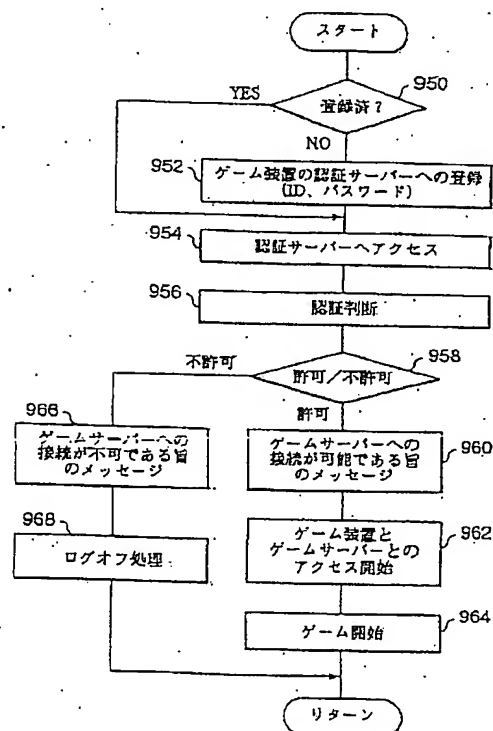 スタート
950
YES
登録済?
NO
952
ゲーム装置の認証サーバーへの登録
(ID、パスワード)
954
認証サーバーへアクセス
956
認証判断
958
不許可
許可/不許可
許可
966
ゲームサーバーへの
接続が不可である旨
のメッセージ
ゲームサーバーへの
接続が可能である旨
のメッセージ
960
968
ログオフ処理
ゲーム装置と
ゲームサーバーとの
アクセス開始
962
ゲーム開始
964
リターン